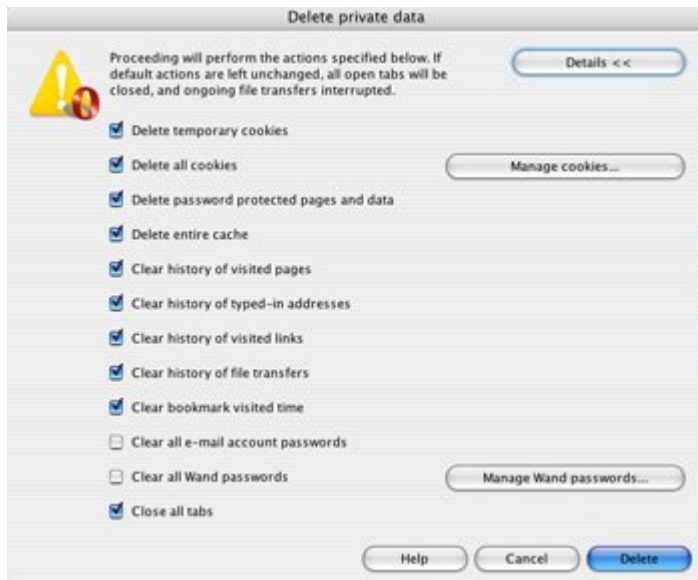 Delete private data
Proceeding will perform the actions specified below. If
default actions are left unchanged, all open tabs will be
closed, and ongoing file transfers interrupted.
Details <<
Delete temporary cookies
Delete all cookies
Manage cookies...
Delete password protected pages and data
Delete entire cache
Clear history of visited pages
Clear history of typed-in addresses
Clear history of visited links
Clear history of file transfers
Clear bookmark visited time
Clear all e-mail account passwords
Clear all Wand passwords
Manage Wand passwords...
Close all tabs
Help
Cancel
Delete